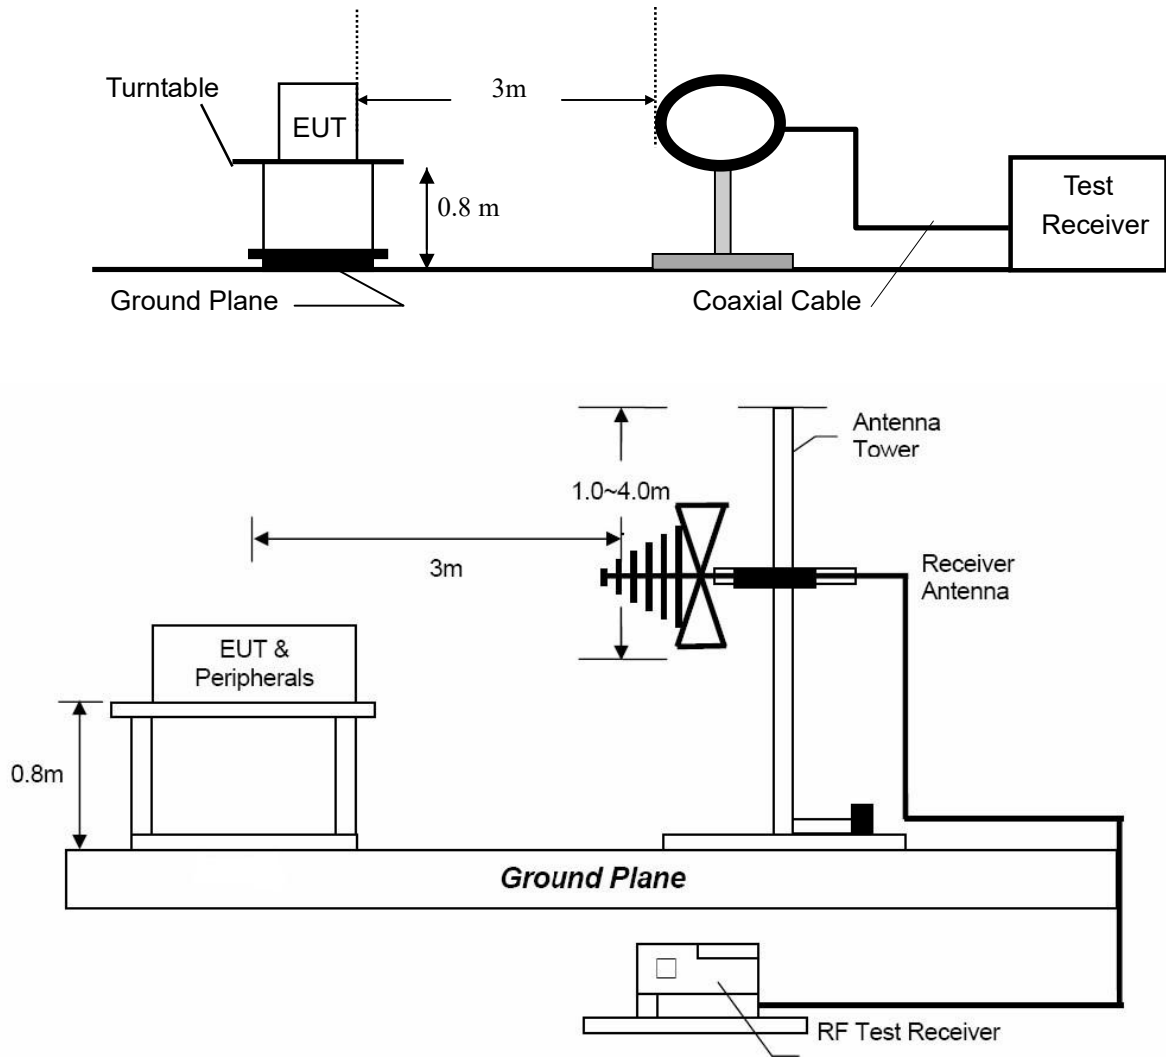 3m
Turntable
EUT
0.8 m
Test
Receiver
Ground Plane
Coaxial Cable
Antenna
Tower
1.0~4.0m
3m
Receiver
Antenna
EUT &
Peripherals
0.8m
Ground Plane
RF Test Receiver